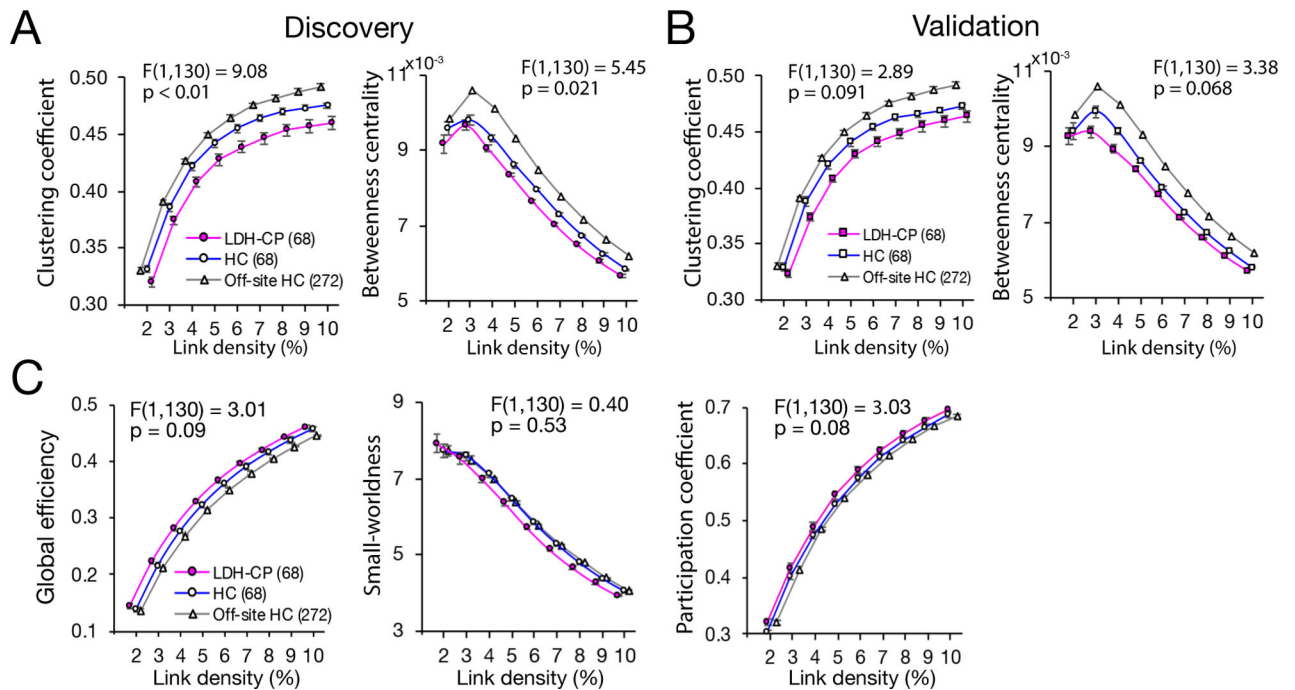 A
Discovery
B
Validation
Clustering coefficient
F(1,130) = 9.08
p < 0.01
0.50
0.45
0.40
0.35
0.30
LDH-CP (68)
HC (68)
Off-site HC (272)
2 3 4 5 6 7 8 9 10
Link density (%)
Betweenness centrality
x10-3
F(1,130) = 5.45
p = 0.021
11
9
7
5
2 3 4 5 6 7 8 9 10
Link density (%)
Clustering coefficient
F(1,130) = 2.89
p = 0.091
0.50
0.45
0.40
0.35
0.30
LDH-CP (68)
HC (68)
Off-site HC (272)
2 3 4 5 6 7 8 9 10
Link density (%)
Betweenness centrality
x10-3
F(1,130) = 3.38
p = 0.068
11
9
7
5
2 3 4 5 6 7 8 9 10
Link density (%)
C
Global efficiency
F(1,130) = 3.01
p = 0.09
0.5
0.4
0.3
0.2
0.1
LDH-CP (68)
HC (68)
Off-site HC (272)
2 3 4 5 6 7 8 9 10
Link density (%)
Small-worldness
F(1,130) = 0.40
p = 0.53
9
7
5
3
2 3 4 5 6 7 8 9 10
Link density (%)
Participation coefficient
F(1,130) = 3.03
p = 0.08
0.7
0.6
0.5
0.4
0.3
2 3 4 5 6 7 8 9 10
Link density (%)